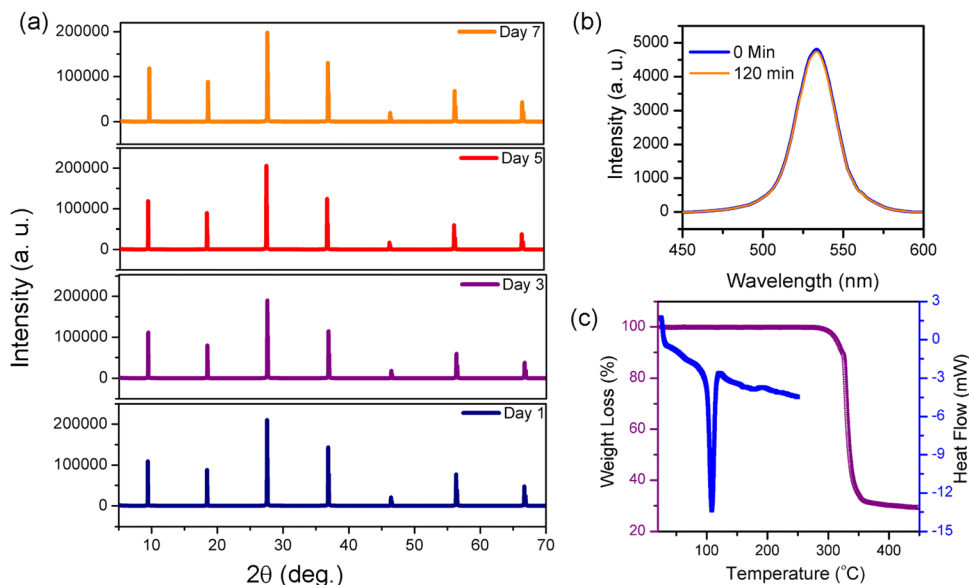 (a)
Intensity (a. u.)
200000
100000
0
Day 7
200000
100000
0
Day 5
200000
100000
0
Day 3
200000
100000
0
Day 1
10 20 30 40 50 60 70
2θ (deg.)
(b)
Intensity (a. u.)
5000
4000
3000
2000
1000
0
0 Min
120 min
450 500 550 600
Wavelength (nm)
(c)
Weight Loss (%)
100
80
60
40
20
3
0
-3
-6
-9
-12
-15
Heat Flow (mW)
100 200 300 400
Temperature (°C)